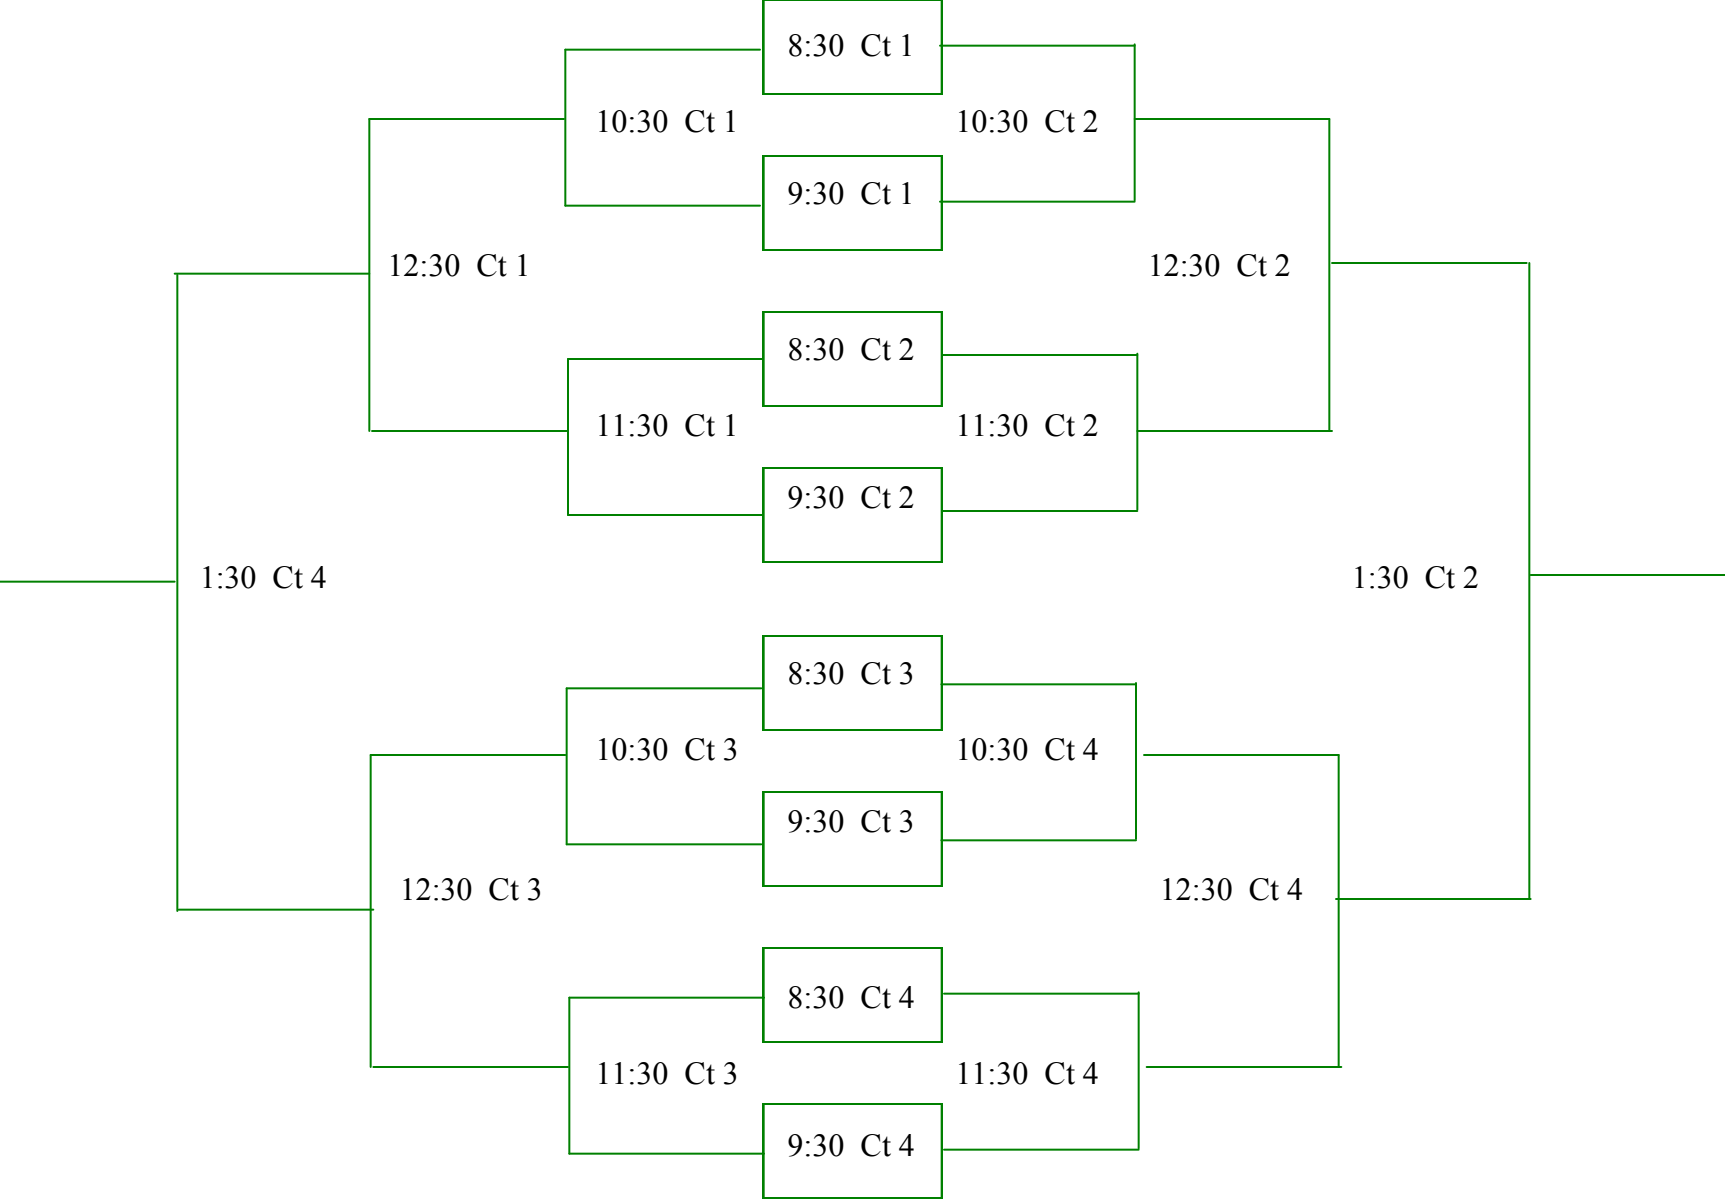 8:30 Ct 1
10:30 Ct 1
10:30 Ct 2
9:30 Ct 1
12:30 Ct 1
12:30 Ct 2
8:30 Ct 2
11:30 Ct 1
11:30 Ct 2
9:30 Ct 2
1:30 Ct 4
1:30 Ct 2
8:30 Ct 3
10:30 Ct 3
10:30 Ct 4
9:30 Ct 3
12:30 Ct 3
12:30 Ct 4
8:30 Ct 4
11:30 Ct 3
11:30 Ct 4
9:30 Ct 4